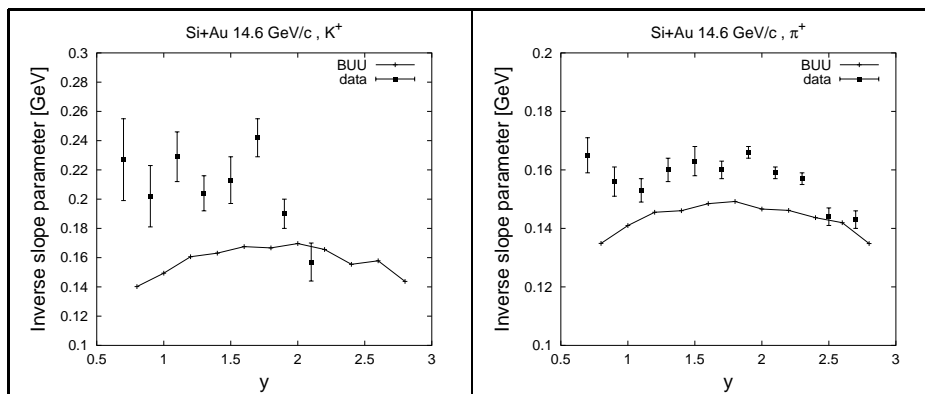 Si+Au 14.6 GeV/c , K+
BUU
data
Inverse slope parameter [GeV]
0.3
0.28
0.26
0.24
0.22
0.2
0.18
0.16
0.14
0.12
0.1
0.5 1 1.5 2 2.5 3
y
Si+Au 14.6 GeV/c , π+
BUU
data
Inverse slope parameter [GeV]
0.2
0.18
0.16
0.14
0.12
0.1
0.5 1 1.5 2 2.5 3
y